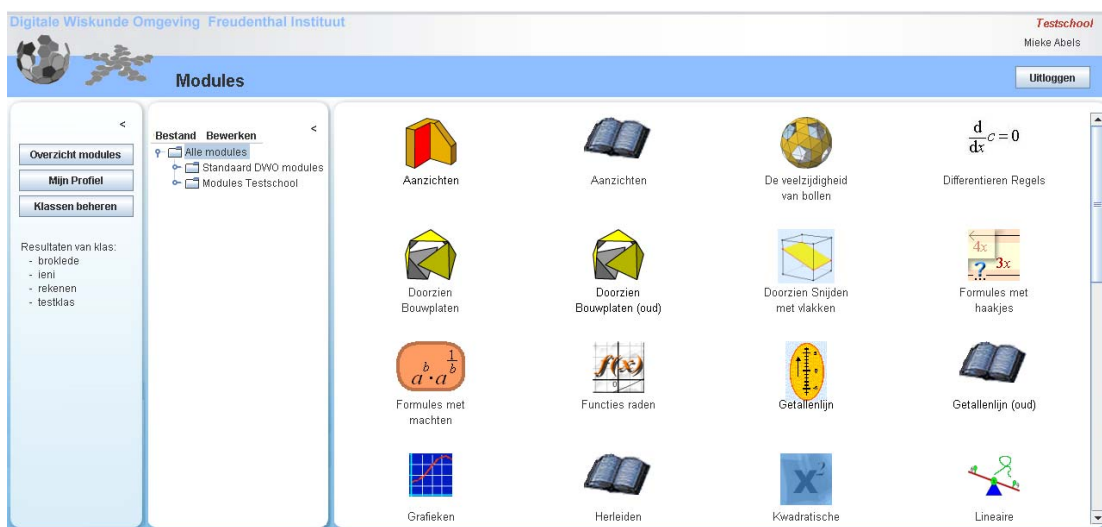 Digitale Wiskunde Omgeving Freudenthal Instituut
Testschool
Mieke Abels
Modules
Uitloggen
<
Overzicht modules
Mijn Profiel
Klassen beheren
Resultaten van klas:
- broklede
- ieni
- rekenen
- testklas
<
Bestand Bewerken
Alle modules
Standaard DWO modules
Modules Testschool
Aanzichten
Aanzichten
De veelzijdigheid
van bollen
d
dx
c = 0
Differentieren Regels
Doorzien
Bouwplaten
Doorzien
Bouwplaten (oud)
Doorzien Snijden
met vlakken
4x
? 3x
Formules met
haakjes
a^b · a^(1/b)
Formules met
machten
f(x)
0
Functies raden
Getallenlijn
Getallenlijn (oud)
Grafieken
Herleiden
X²
Kwadratische
Lineaire